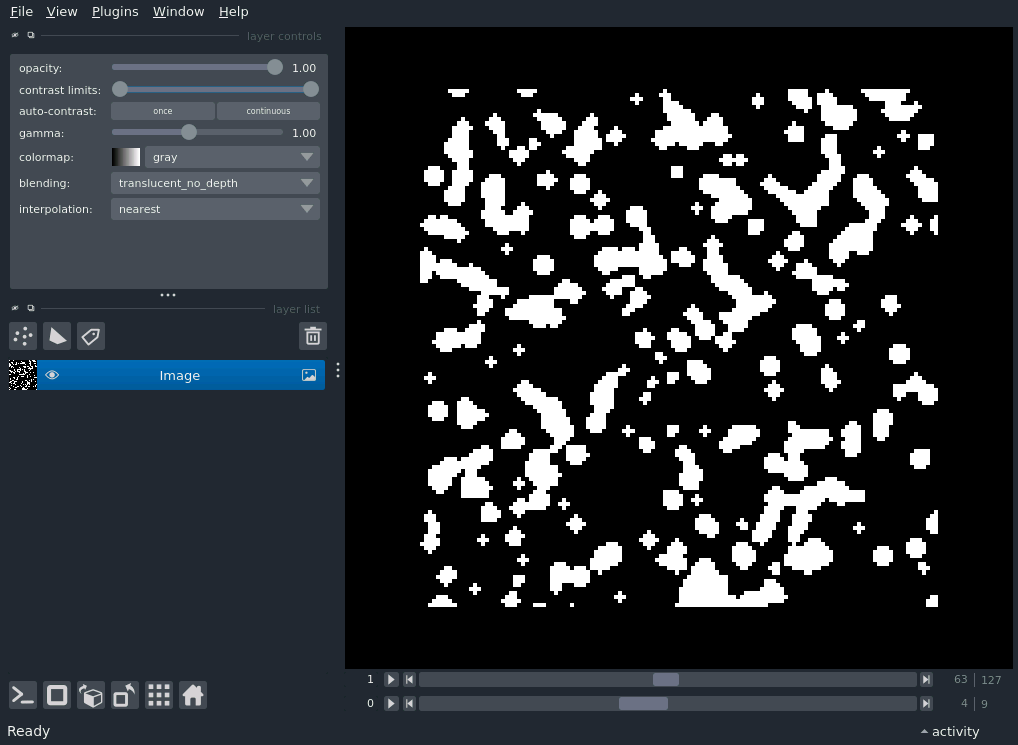 File View Plugins Window Help
layer controls
opacity: 1.00
contrast limits:
auto-contrast: once continuous
gamma: 1.00
colormap: gray
blending: translucent_no_depth
interpolation: nearest
layer list
Image
1 63 127
0 4 9
Ready activity